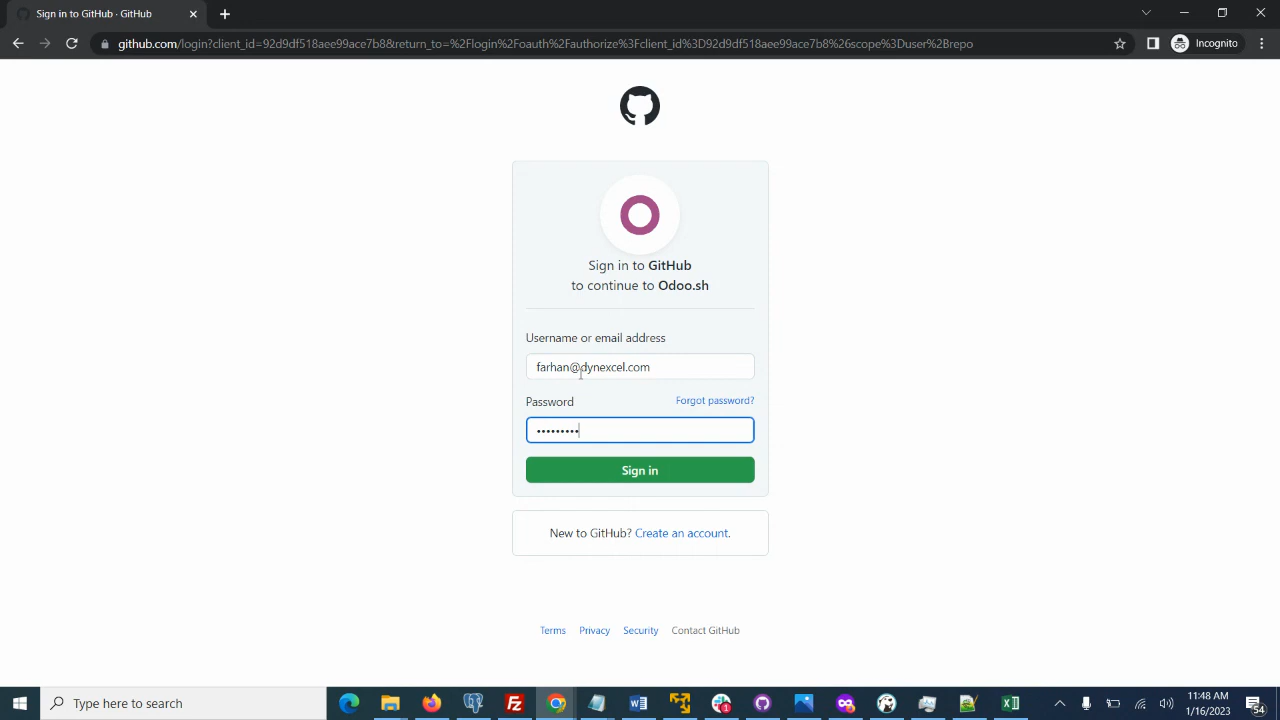 Sign in to GitHub · GitHub
github.com/login?client_id=92d9df518aee99ace7b8&return_to=%2Flogin%2Foauth%2Fauthorize%3Fclient_id%3D92d9df518aee99ace7b8%26scope%3Duser%2Brepo
Incognito
Sign in to GitHub
to continue to Odoo.sh
Username or email address
farhan@dynexcel.com
Password
Forgot password?
•••••••••
Sign in
New to GitHub? Create an account.
Terms
Privacy
Security
Contact GitHub
Type here to search
11:48 AM
1/16/2023